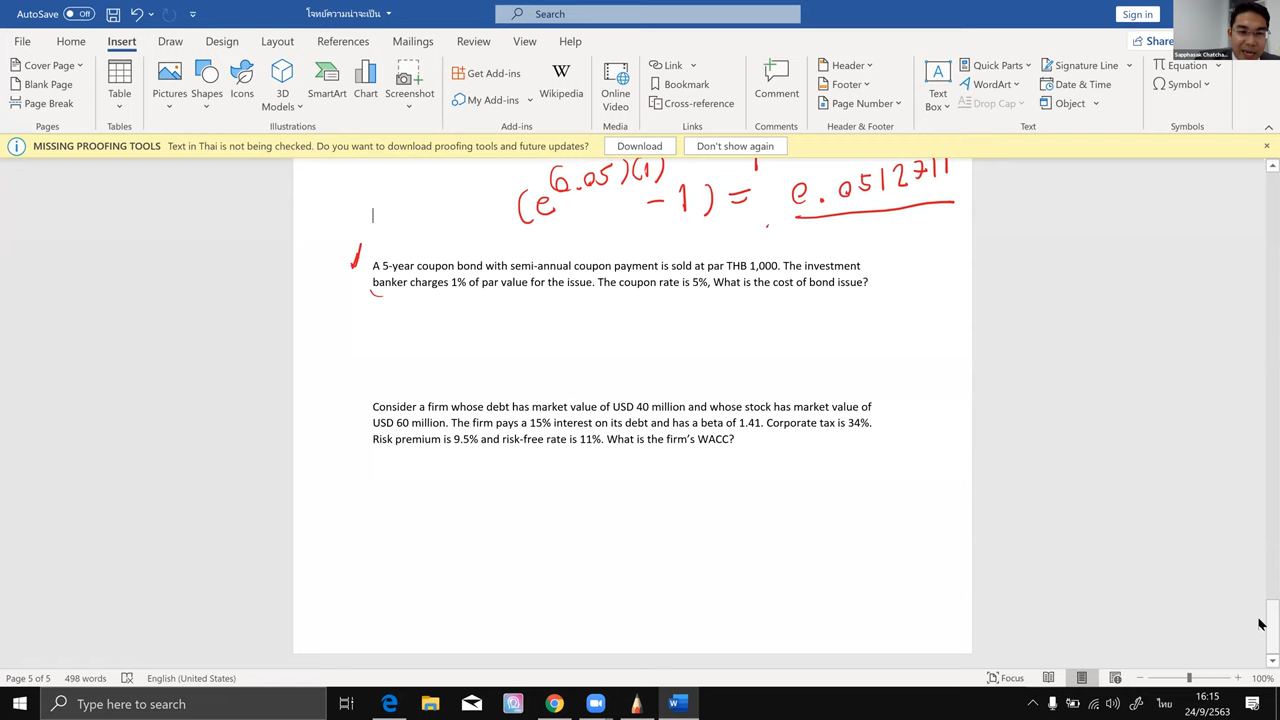 AutoSave Off
โจทย์ความน่าจะเป็น
Search
Sign in
Sapphasak Chatcha...
File Home Insert Draw Design Layout References Mailings Review View Help
Share
Cover Page
Blank Page
Page Break
Pages
Table
Tables
Pictures
Shapes
Icons
3D Models
SmartArt
Chart
Screenshot
Illustrations
Get Add-ins
My Add-ins
Wikipedia
Add-ins
Online Video
Media
Link
Bookmark
Cross-reference
Links
Comment
Comments
Header
Footer
Page Number
Header & Footer
Text Box
Quick Parts
WordArt
Drop Cap
Signature Line
Date & Time
Object
Text
Equation
Symbol
Symbols
MISSING PROOFING TOOLS Text in Thai is not being checked. Do you want to download proofing tools and future updates? Download Don't show again
(e^(0.05)(1) - 1) = 0.0512711
A 5-year coupon bond with semi-annual coupon payment is sold at par THB 1,000. The investment
banker charges 1% of par value for the issue. The coupon rate is 5%, What is the cost of bond issue?
Consider a firm whose debt has market value of USD 40 million and whose stock has market value of
USD 60 million. The firm pays a 15% interest on its debt and has a beta of 1.41. Corporate tax is 34%.
Risk premium is 9.5% and risk-free rate is 11%. What is the firm's WACC?
Page 5 of 5 498 words English (United States) Focus 100%
Type here to search
ไทย
16:15
24/9/2563